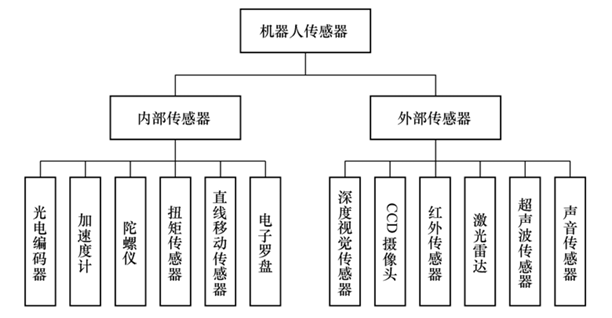 机器人传感器
内部传感器
外部传感器
光电编码器
加速度计
陀螺仪
扭矩传感器
直线移动传感器
电子罗盘
深度视觉传感器
CCD摄像头
红外传感器
激光雷达
超声波传感器
声音传感器